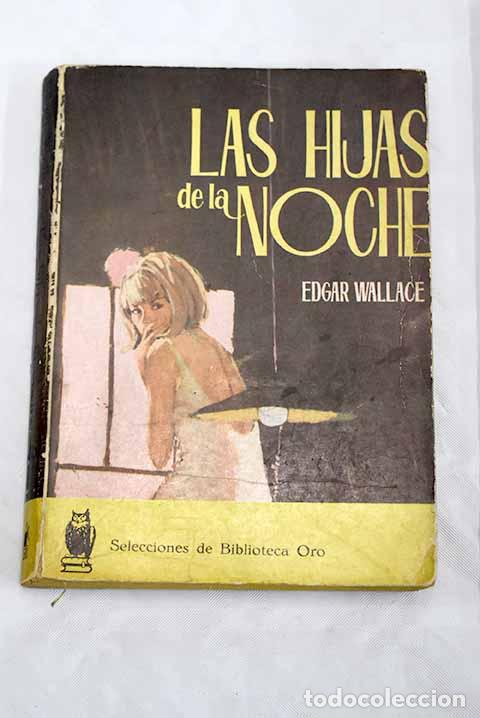 LAS HIJAS
de la NOCHE
EDGAR WALLACE
Selecciones de Biblioteca Oro
todocoleccion